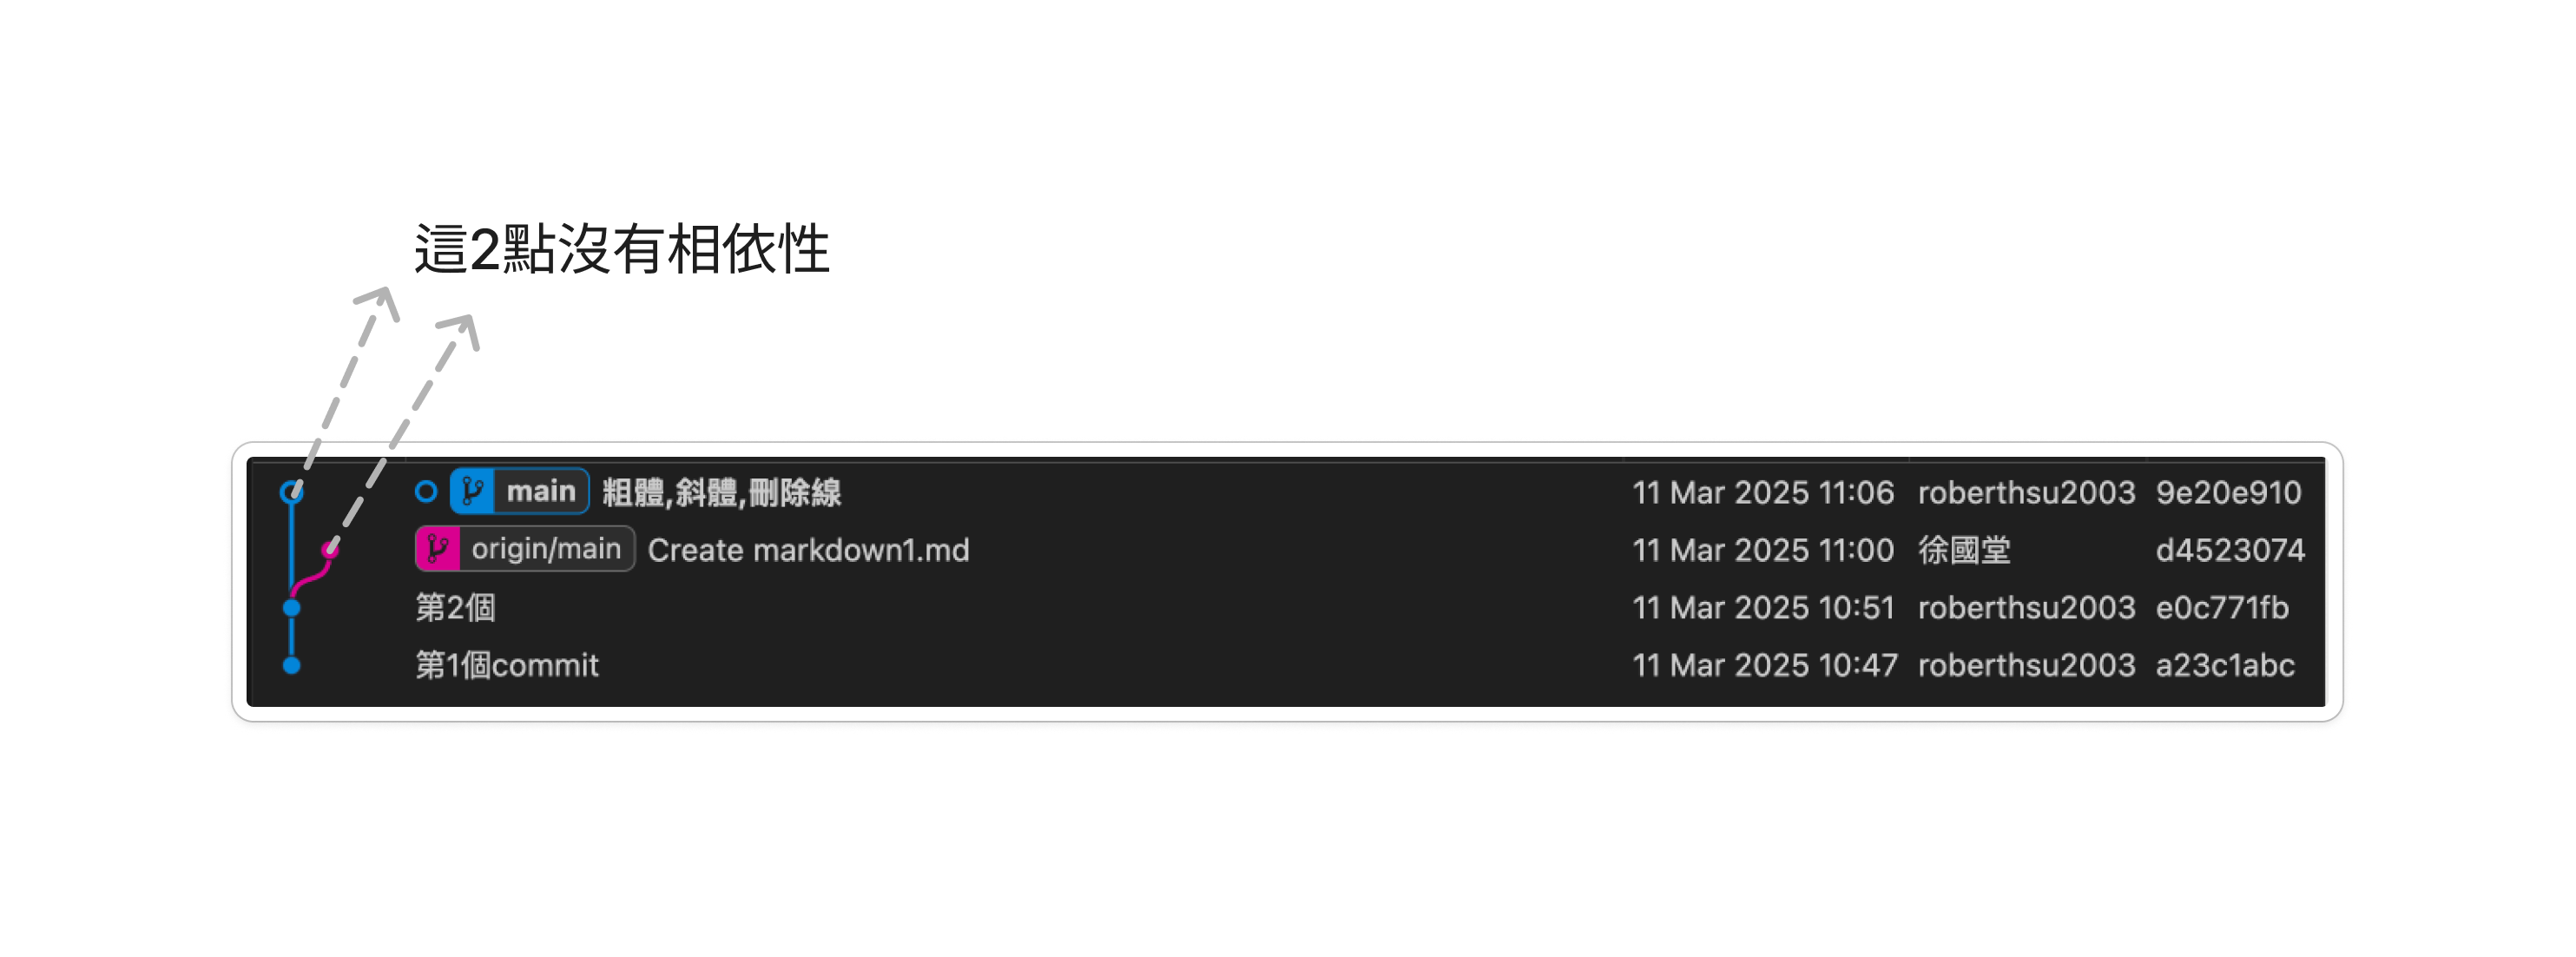 這2點沒有相依性
main 粗體,斜體,刪除線 11 Mar 2025 11:06 roberthsu2003 9e20e910
origin/main Create markdown1.md 11 Mar 2025 11:00 徐國堂 d4523074
第2個 11 Mar 2025 10:51 roberthsu2003 e0c771fb
第1個commit 11 Mar 2025 10:47 roberthsu2003 a23c1abc